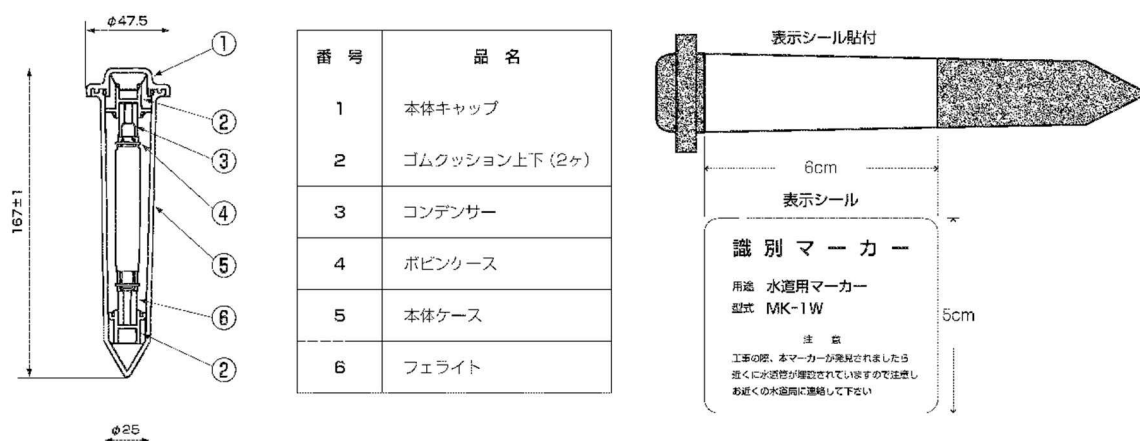 φ47.5
167±1
①
②
③
④
⑤
⑥
②
φ25
番 号 品 名
1 本体キャップ
2 ゴムクッション上下 (2ヶ)
3 コンデンサー
4 ボビンケース
5 本体ケース
6 フェライト
表示シール貼付
6cm
表示シール
識 別 マ ー カ ー
用途 水道用マーカー
型式 MK-1W
注 意
工事の際、本マーカーが発見されましたら
近くに水道管が埋設されていますので注意し
お近くの水道局に連絡して下さい
5cm